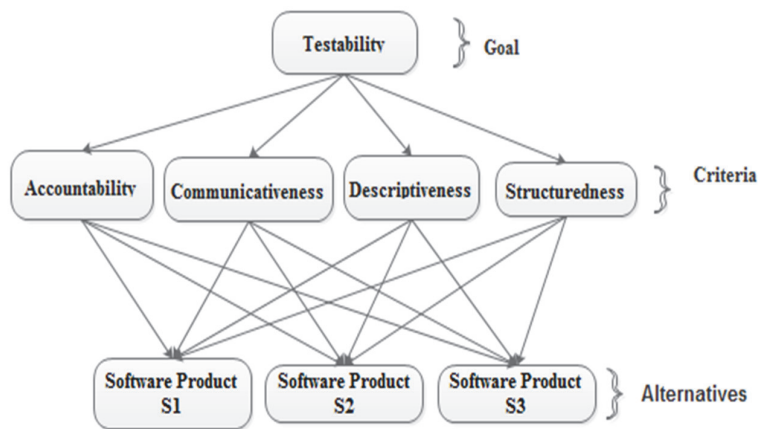 Testability
Goal
Accountability
Communicativeness
Descriptiveness
Structuredness
Criteria
Software Product
S1
Software Product
S2
Software Product
S3
Alternatives